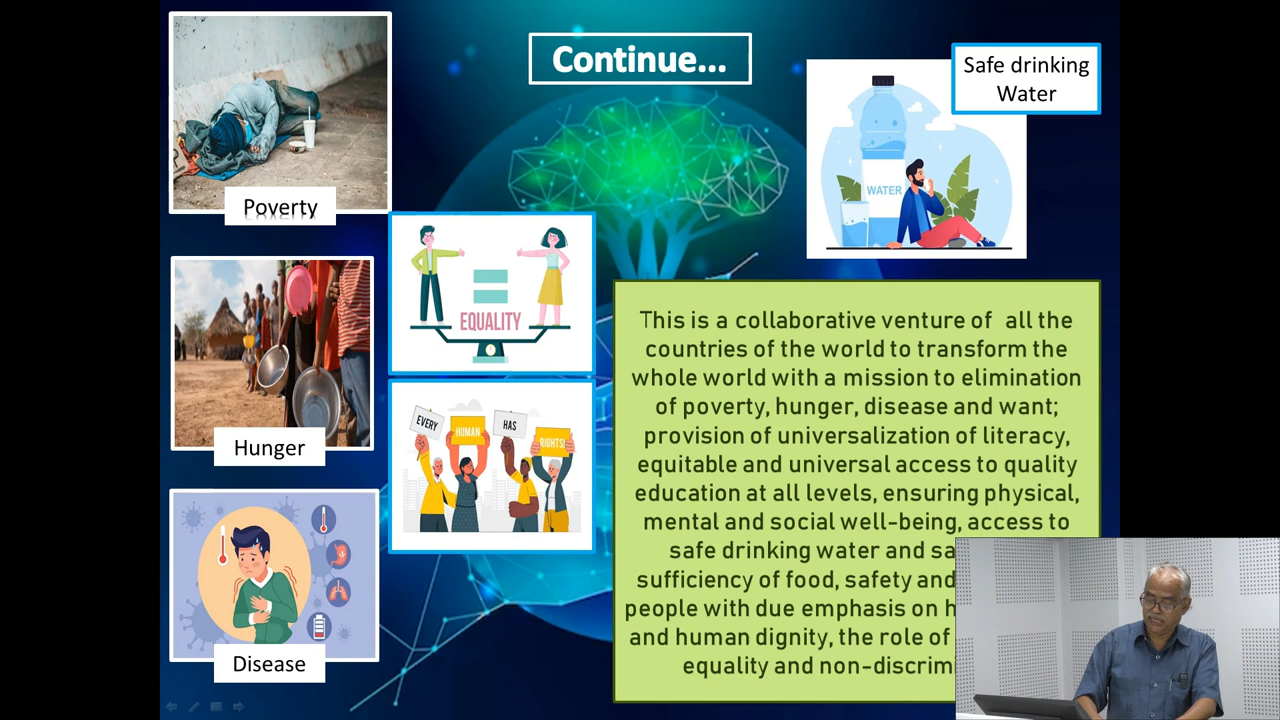 Continue...
Safe drinking
Water
WATER
Poverty
EQUALITY
Hunger
EVERY
HUMAN
HAS
RIGHTS!
Disease
This is a collaborative venture of all the
countries of the world to transform the
whole world with a mission to elimination
of poverty, hunger, disease and want;
provision of universalization of literacy,
equitable and universal access to quality
education at all levels, ensuring physical,
mental and social well-being, access to
safe drinking water and
sufficiency of food, safety and
people with due emphasis on
and human dignity, the role of
equality and